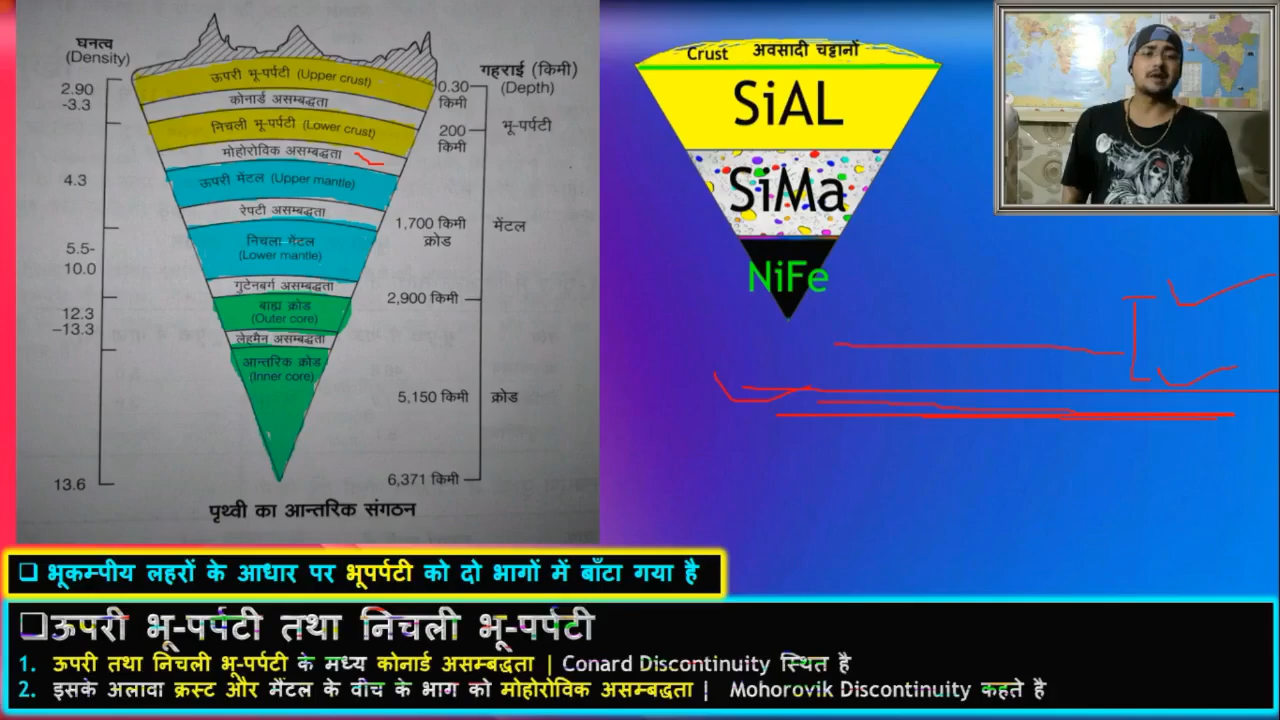 घनत्व
(Density)
2.90
-3.3
4.3
5.5-
10.0
12.3
–13.3
13.6
ऊपरी भू-पर्पटी (Upper crust)
कोनार्ड असम्बद्धता
निचली भू-पर्पटी (Lower crust)
मोहोरोविक असम्बद्धता
ऊपरी मेंटल (Upper mantle)
रेपटी असम्बद्धता
निचला मेंटल
(Lower mantle)
गुटेनबर्ग असम्बद्धता
बाह्य क्रोड
(Outer core)
लेहमैन असम्बद्धता
आन्तरिक क्रोड
(Inner core)
गहराई (किमी)
(Depth)
0.30
किमी
200
किमी
भू-पर्पटी
1,700 किमी
क्रोड
मेंटल
2,900 किमी
5,150 किमी
क्रोड
6,371 किमी
पृथ्वी का आन्तरिक संगठन
Crust अवसादी चट्टानों
SiAL
SiMa
NiFe
भूकम्पीय लहरों के आधार पर भूपर्पटी को दो भागों में बाँटा गया है
ऊपरी भू-पर्पटी तथा निचली भू-पर्पटी
1. ऊपरी तथा निचली भू-पर्पटी के मध्य कोनार्ड असम्बद्धता | Conard Discontinuity स्थित है
2. इसके अलावा क्रस्ट और मैंटल के वीच के भाग को मोहोरोविक असम्बद्धता | Mohorovik Discontinuity कहते है